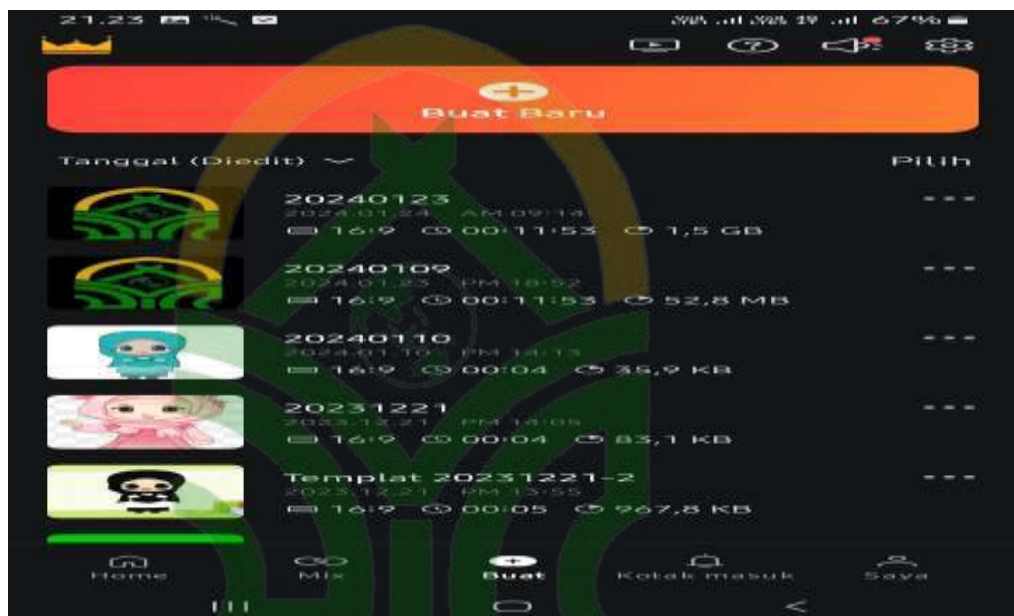 21.23 67%
Buat Baru
Tanggal (Diedit) Pilih
20240123
2024.01.24 AM 09:14
16:9 00:11:53 1,5 GB
20240109
2024.01.23 PM 18:52
16:9 00:11:53 52,8 MB
20240110
2024.01.10 PM 14:13
16:9 00:04 35,9 KB
20231221
2023.12.21 PM 14:05
16:9 00:04 83,1 KB
Templat 20231221-2
2023.12.21 PM 13:55
16:9 00:05 967,8 KB
Home Mix Buat Kotak masuk Saya